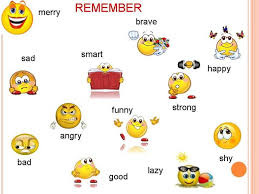 REMEMBER
merry
brave
sad
smart
happy
funny
strong
angry
bad
good
lazy
shy